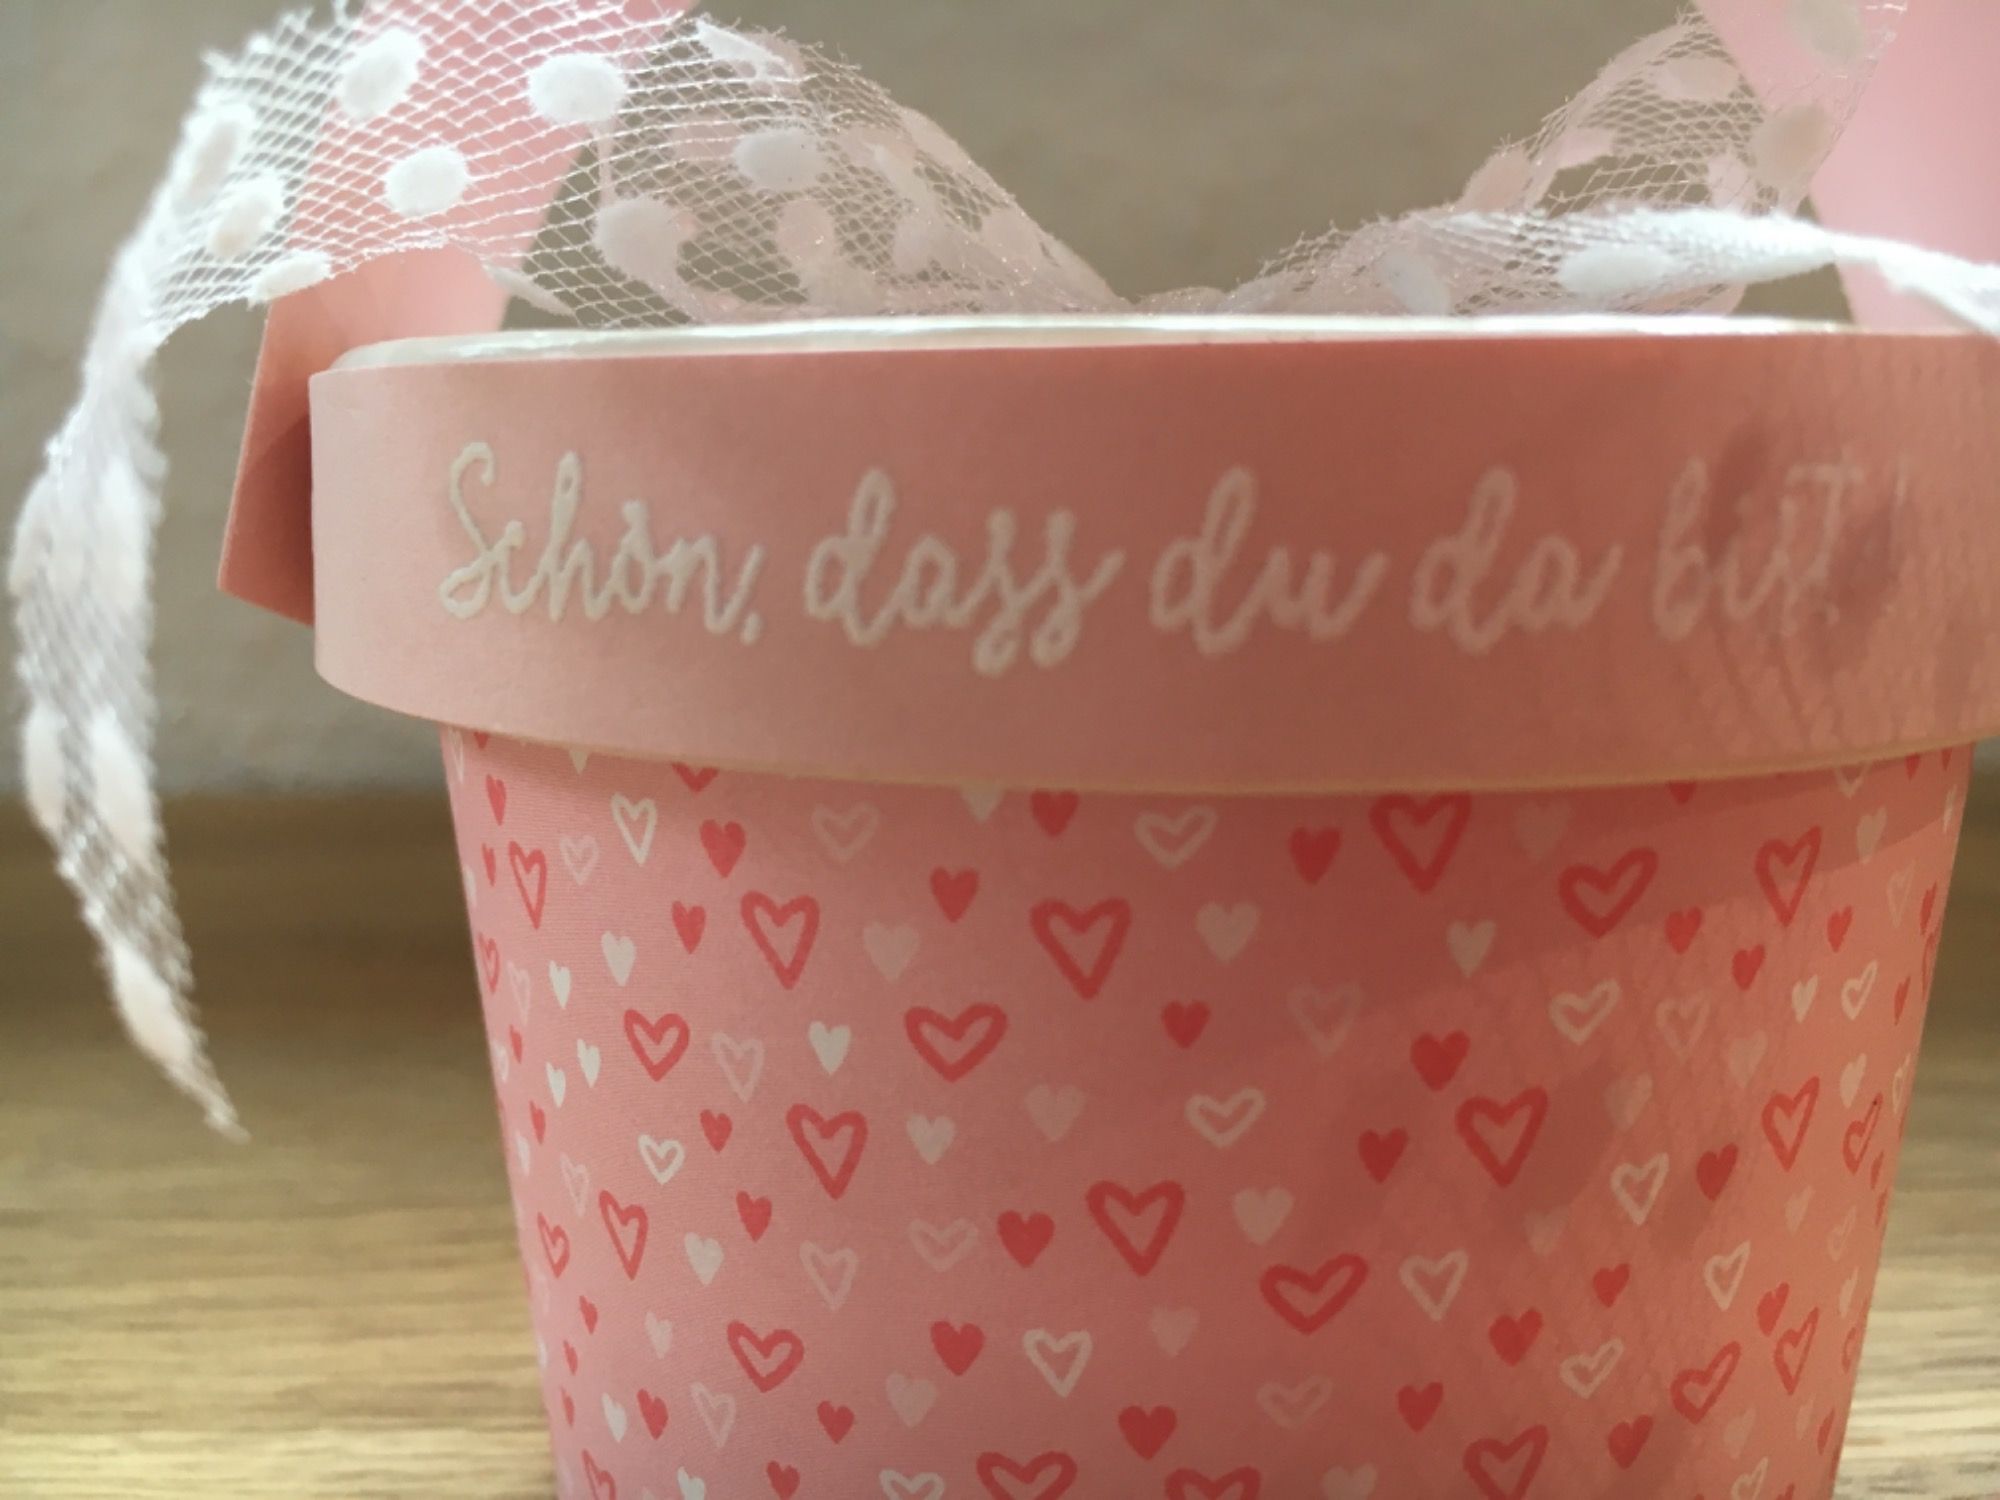 Schön, dass du da bist!